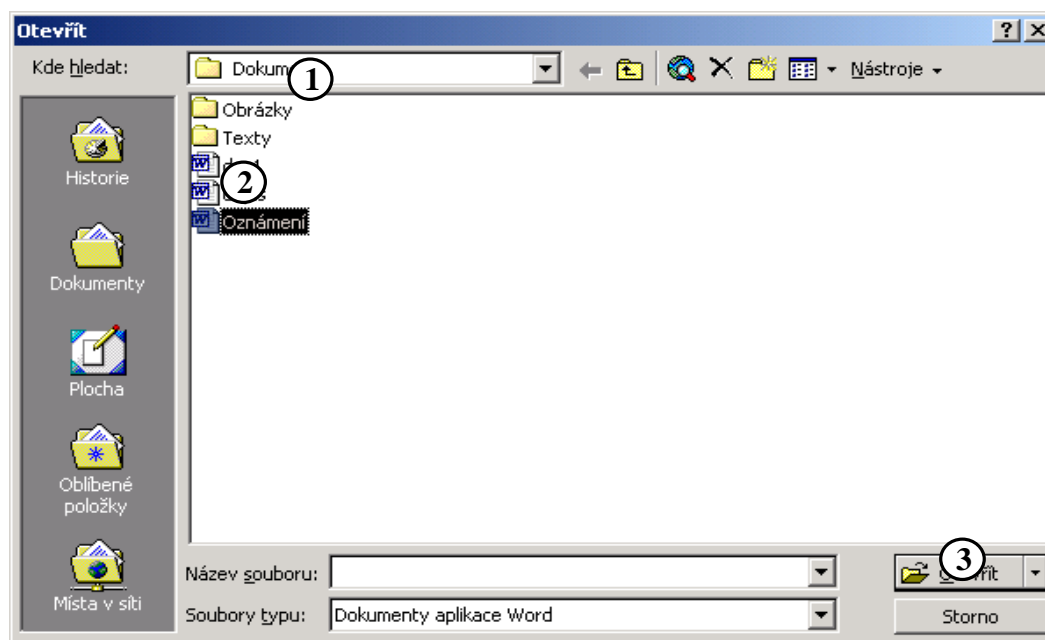 Otevřít
Kde hledat:
Dokum
1
Nástroje
Obrázky
Texty
2
Oznámení
Historie
Dokumenty
Plocha
Oblíbené
položky
Místa v síti
Název souboru:
3
Soubory typu:
Dokumenty aplikace Word
Storno